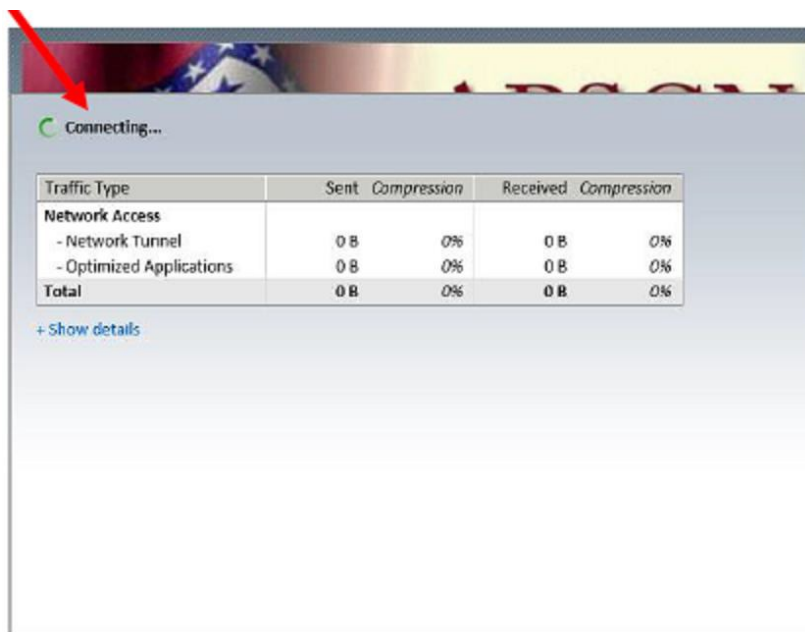 Connecting...
Traffic Type Sent Compression Received Compression
Network Access
- Network Tunnel 0 B 0% 0 B 0%
- Optimized Applications 0 B 0% 0 B 0%
Total 0 B 0% 0 B 0%
+ Show details